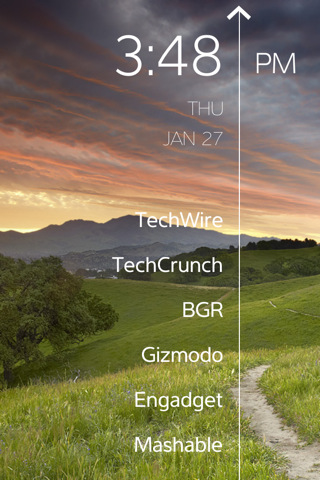 3:48 PM
THU
JAN 27
TechWire
TechCrunch
BGR
Gizmodo
Engadget
Mashable